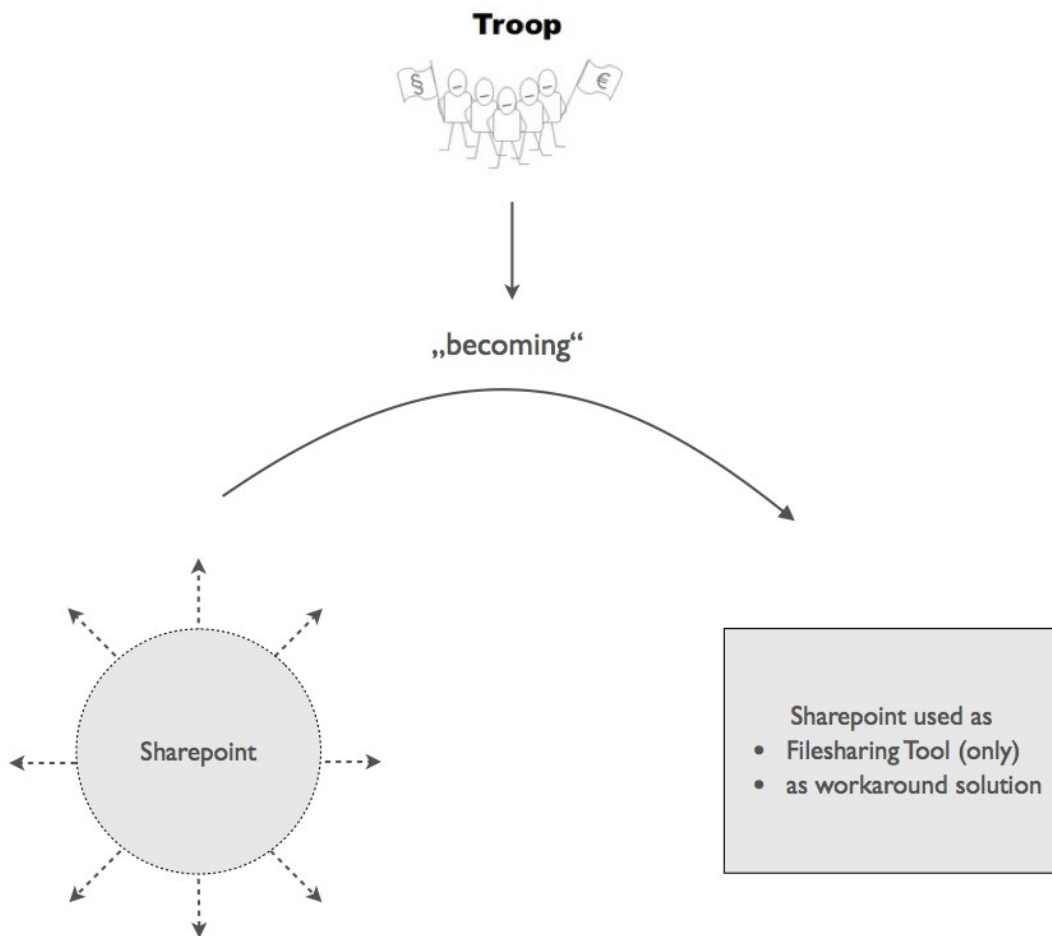 Troop
§
€
„becoming“
Sharepoint
Sharepoint used as
• Filesharing Tool (only)
• as workaround solution